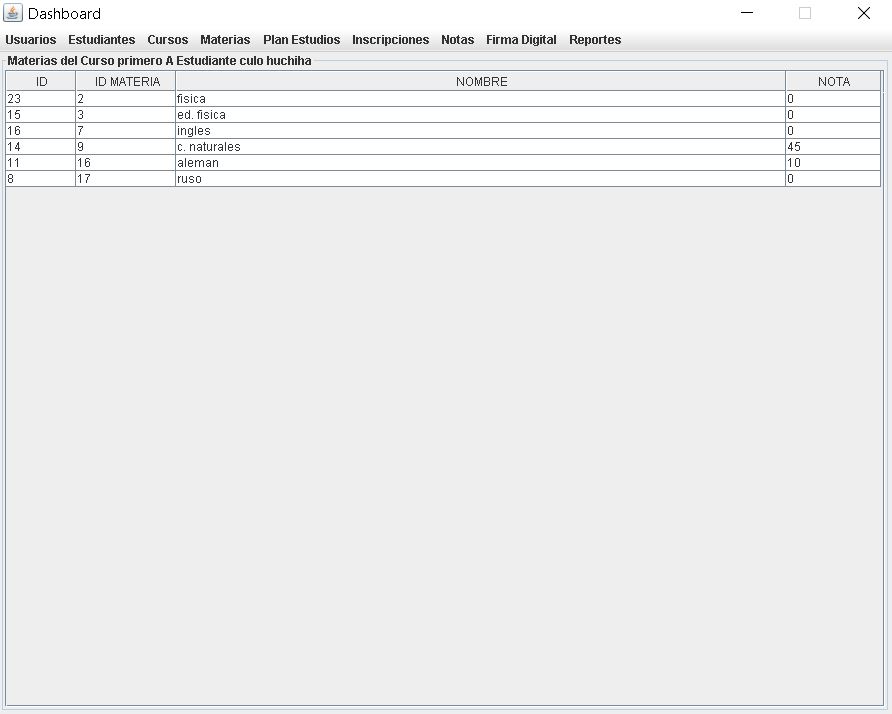 Dashboard
Usuarios Estudiantes Cursos Materias Plan Estudios Inscripciones Notas Firma Digital Reportes
Materias del Curso primero A Estudiante culo huchiha
ID ID MATERIA NOMBRE NOTA
23 2 fisica 0
15 3 ed. fisica 0
16 7 ingles 0
14 9 c. naturales 45
11 16 aleman 10
8 17 ruso 0